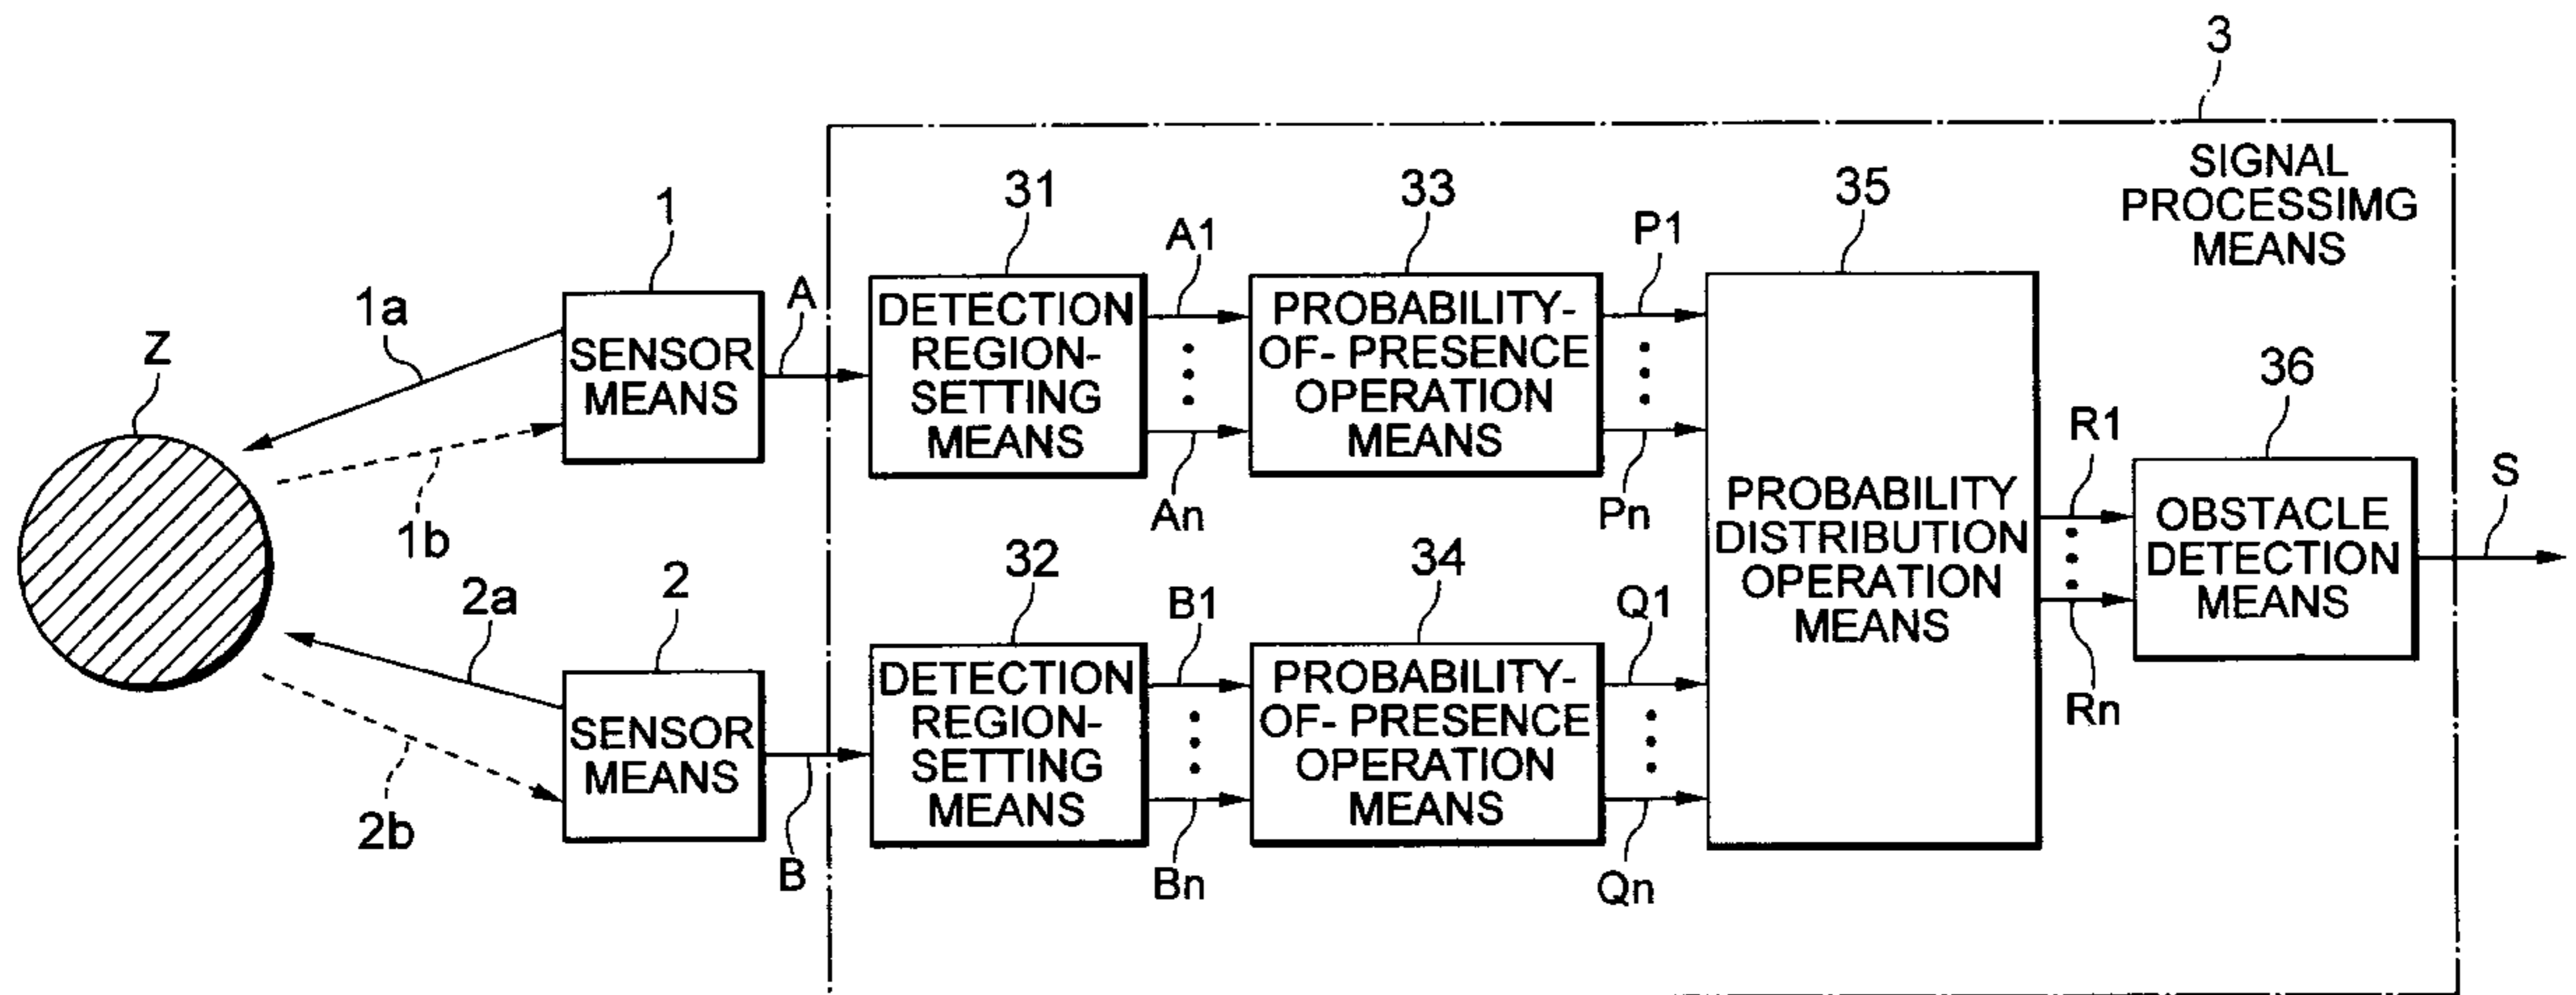 3
SIGNAL
PROCESSIMG
MEANS
1
31
33
35
A1
P1
Z
1a
A
SENSOR
MEANS
DETECTION
REGION-
SETTING
MEANS
PROBABILITY-
OF- PRESENCE
OPERATION
MEANS
36
1b
An
Pn
R1
S
PROBABILITY
DISTRIBUTION
OPERATION
MEANS
OBSTACLE
DETECTION
MEANS
2a
2
32
34
B1
Q1
Rn
SENSOR
MEANS
DETECTION
REGION-
SETTING
MEANS
PROBABILITY-
OF- PRESENCE
OPERATION
MEANS
2b
B
Bn
Qn